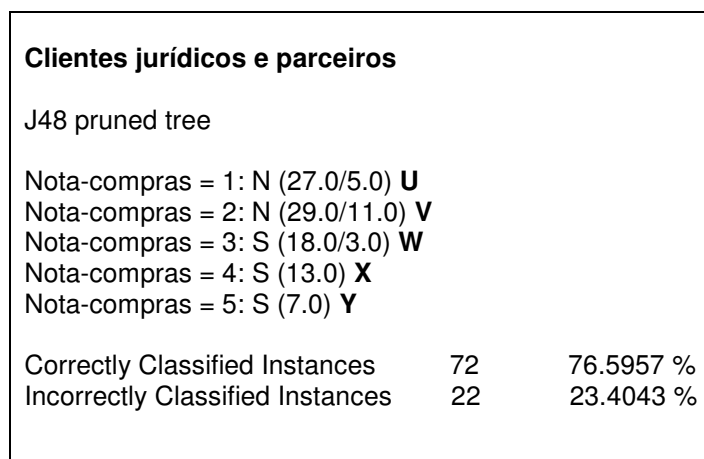 Clientes jurídicos e parceiros
J48 pruned tree
Nota-compras = 1: N (27.0/5.0) U
Nota-compras = 2: N (29.0/11.0) V
Nota-compras = 3: S (18.0/3.0) W
Nota-compras = 4: S (13.0) X
Nota-compras = 5: S (7.0) Y
Correctly Classified Instances 72 76.5957 %
Incorrectly Classified Instances 22 23.4043 %